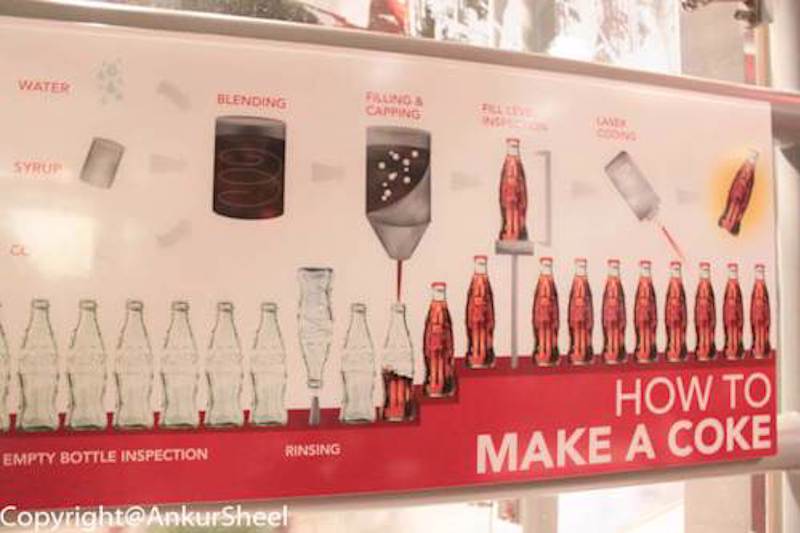 WATER
SYRUP
BLENDING
FILLING &
CAPPING
FILL LEVEL
INSPECTION
LASER
CODING
EMPTY BOTTLE INSPECTION
RINSING
HOW TO
MAKE A COKE
Copyright@AnkurSheel